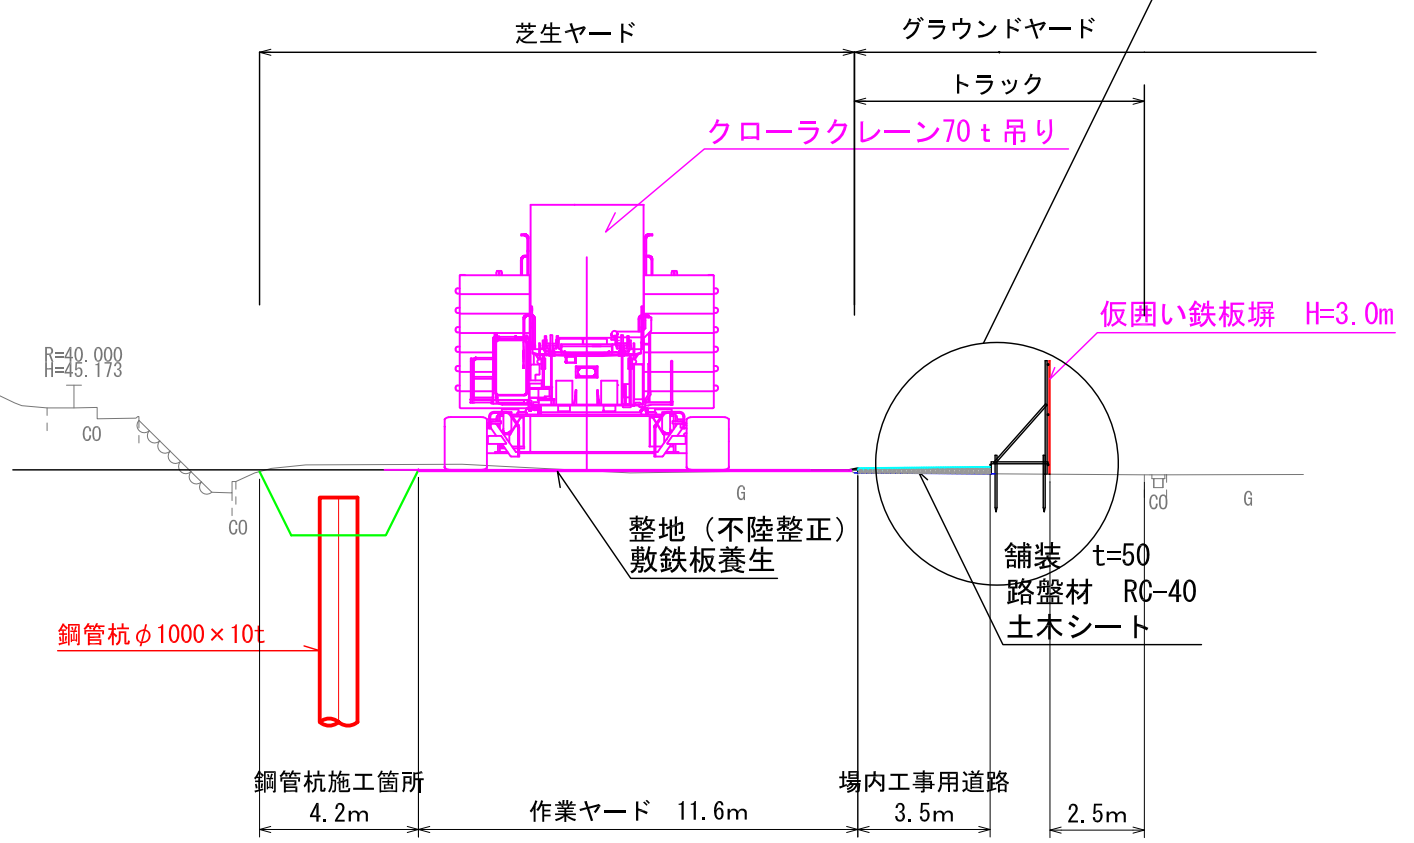 芝生ヤード
グラウンドヤード
トラック
クローラクレーン70ｔ吊り
仮囲い鉄板塀　H=3.0m
R=40.000
H=45.173
CO
CO
G
CO
G
整地（不陸整正）
敷鉄板養生
舗装　t=50
路盤材　RC-40
土木シート
鋼管杭φ1000×10t
鋼管杭施工箇所
4.2m
作業ヤード　11.6m
場内工事用道路
3.5m
2.5m